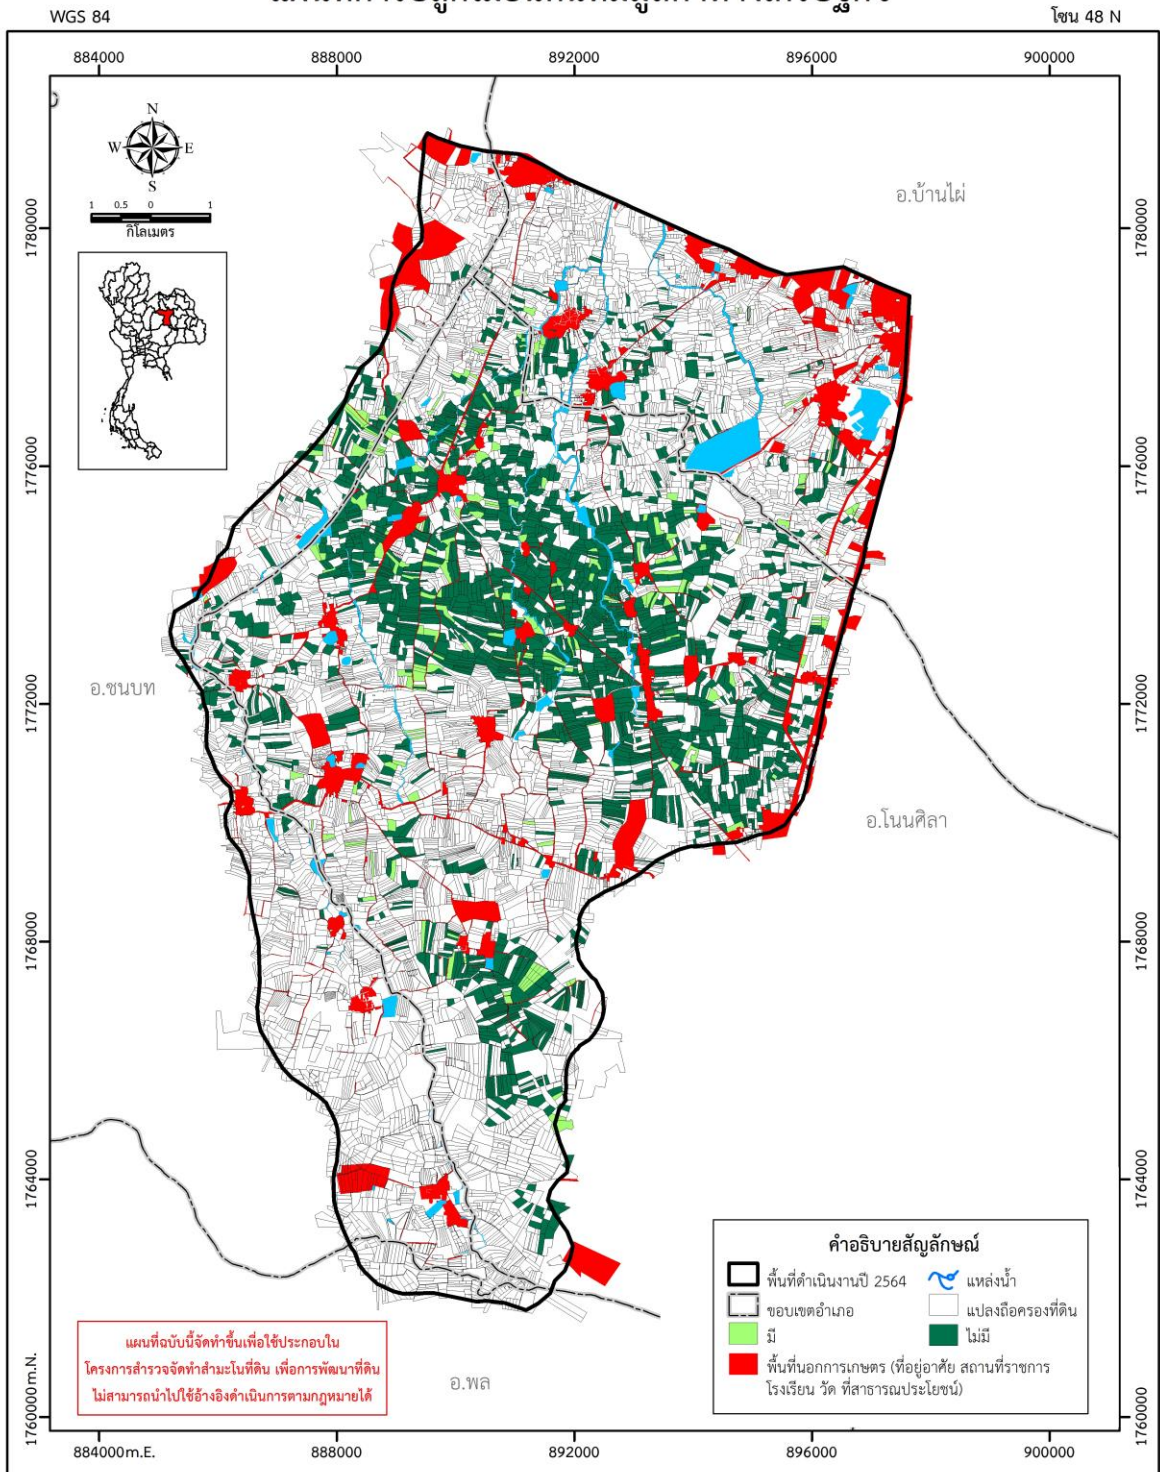 WGS 84
โซน 48 N
884000
888000
892000
896000
900000
N
W E
S
1 0.5 0 1
กิโลเมตร
อ.บ้านไผ่
1780000
1780000
1776000
1776000
อ.ชนบท
1772000
1772000
อ.โนนศิลา
1768000
1768000
1764000
1764000
คำอธิบายสัญลักษณ์
พื้นที่ดำเนินงานปี 2564
แหล่งน้ำ
ขอบเขตอำเภอ
แปลงถือครองที่ดิน
มี
ไม่มี
พื้นที่นอกการเกษตร (ที่อยู่อาศัย สถานที่ราชการ
โรงเรียน วัด ที่สาธารณประโยชน์)
แผนที่ฉบับนี้จัดทำขึ้นเพื่อใช้ประกอบใน
โครงการสำรวจจัดทำสำมะโนที่ดิน เพื่อการพัฒนาที่ดิน
ไม่สามารถนำไปใช้อ้างอิงดำเนินการตามกฎหมายได้
อ.พล
1760000m.N.
1760000
884000m.E.
888000
892000
896000
900000